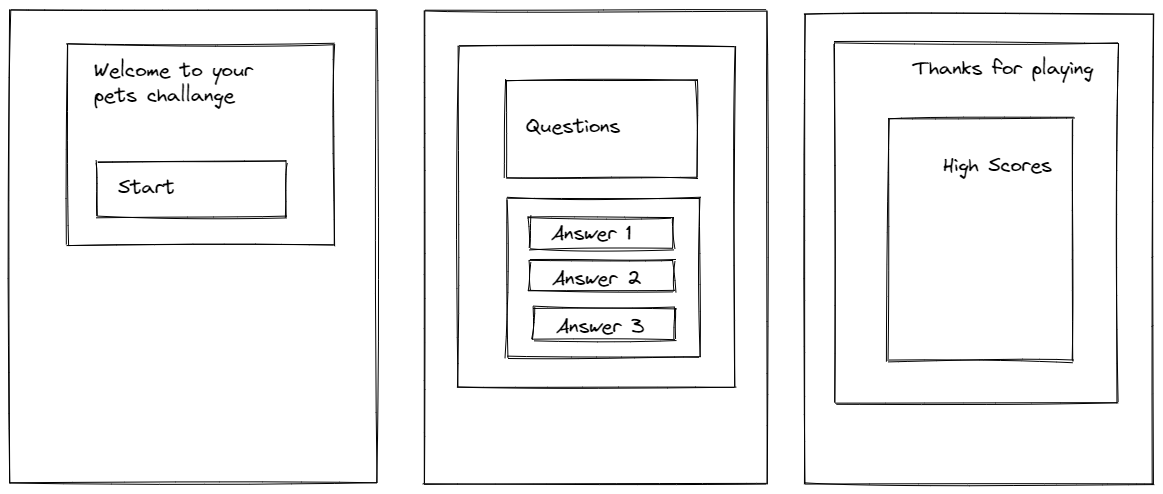 Welcome to your
pets challange
Start
Questions
Answer 1
Answer 2
Answer 3
Thanks for playing
High Scores